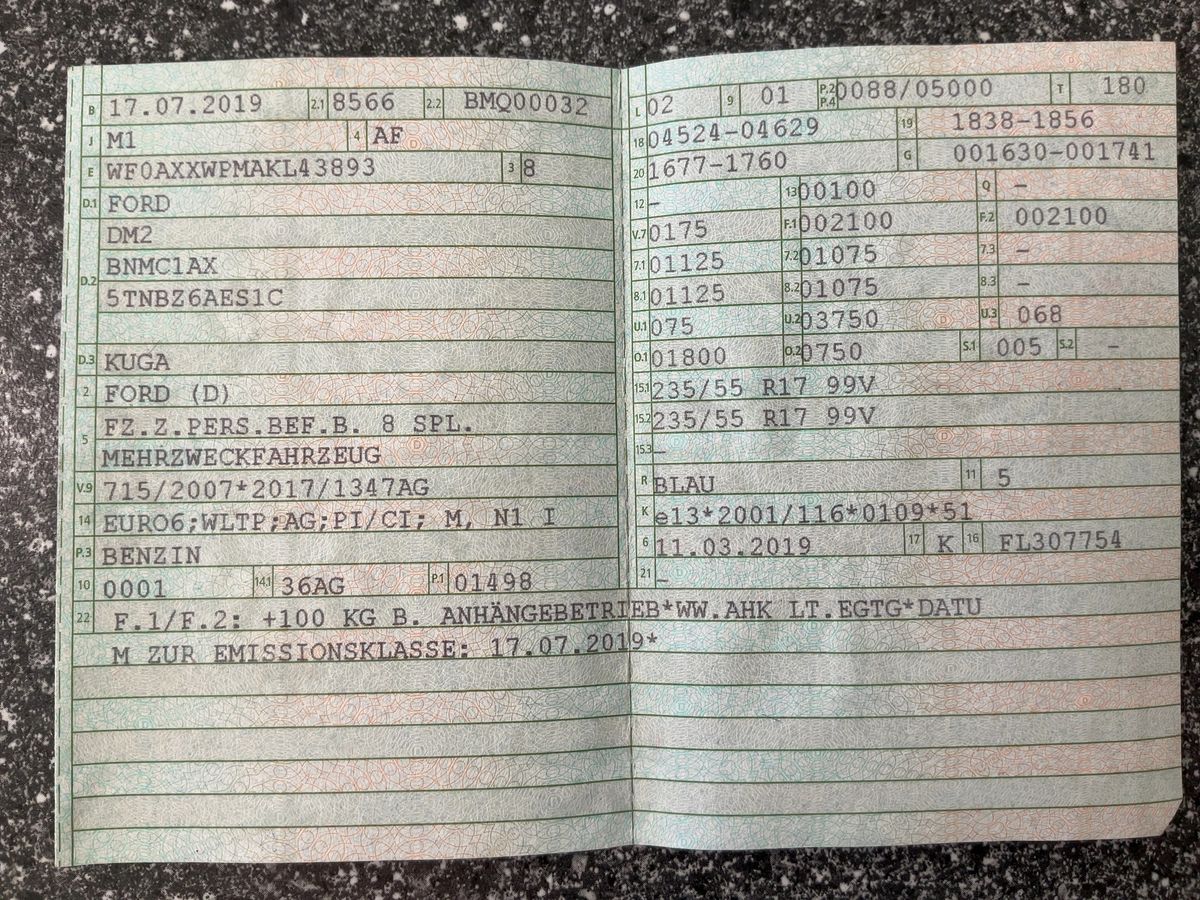 B 17.07.2019 2.1 8566 2.2 BMQ00032
J M1 4 AF
E WF0AXXWPMAKL43893 3 8
D.1 FORD
D.2 DM2
BNMC1AX
5TNBZ6AES1C
D.3 KUGA
2 FORD (D)
5 FZ.Z.PERS.BEF.B. 8 SPL.
MEHRZWECKFAHRZEUG
V.9 715/2007*2017/1347AG
14 EURO6;WLTP;AG;PI/CI; M, N1 I
P.3 BENZIN
10 0001 14.1 36AG P.1 01498
L 02 9 01 P.2 P.4 0088/05000 T 180
18 04524-04629 19 1838-1856
20 1677-1760 G 001630-001741
12 – 13 00100 Q –
V.7 0175 F.1 002100 F.2 002100
7.1 01125 7.2 01075 7.3 –
8.1 01125 8.2 01075 8.3 –
U.1 075 U.2 03750 U.3 068
O.1 01800 O.2 0750 S.1 005 S.2 –
15.1 235/55 R17 99V
15.2 235/55 R17 99V
15.3 –
R BLAU 11 5
K e13*2001/116*0109*51
6 11.03.2019 17 K 16 FL307754
21 –
22 F.1/F.2: +100 KG B. ANHÄNGEBETRIEB*WW.AHK LT.EGTG*DATU
M ZUR EMISSIONSKLASSE: 17.07.2019*